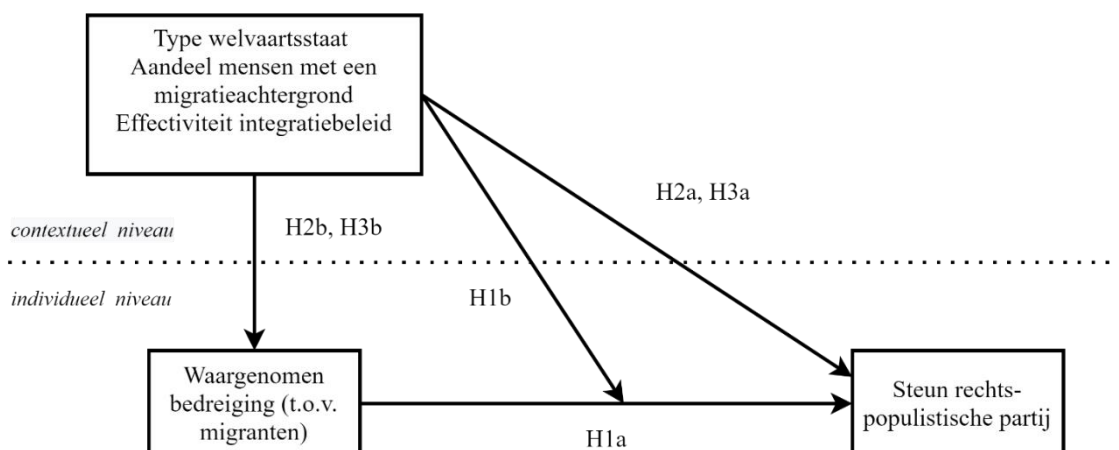 Type welvaartsstaat
Aandeel mensen met een
migratieachtergrond
Effectiviteit integratiebeleid
H2a, H3a
contextueel niveau
H2b, H3b
individueel niveau
H1b
Waargenomen
bedreiging (t.o.v.
migranten)
Steun rechts-
populistische partij
H1a